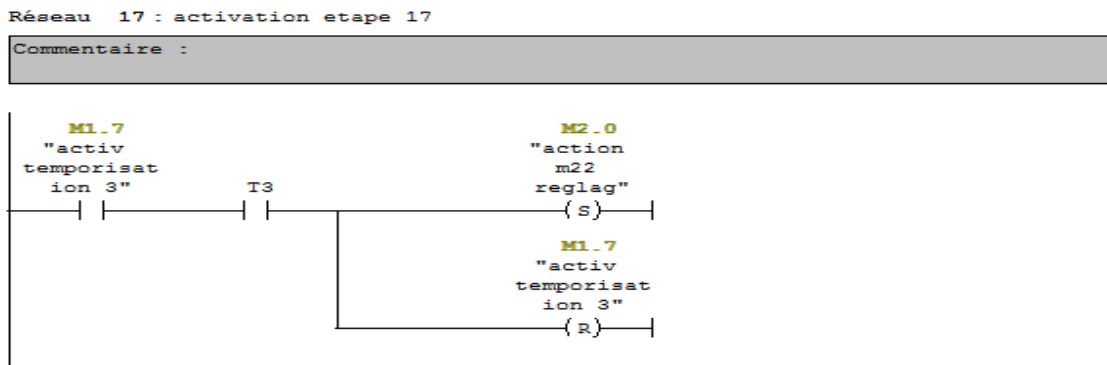 Réseau 17 : activation etape 17
Commentaire :
M1.7
"activ
temporisat
ion 3"
T3
M2.0
"action
m22
reglag"
S
M1.7
"activ
temporisat
ion 3"
R